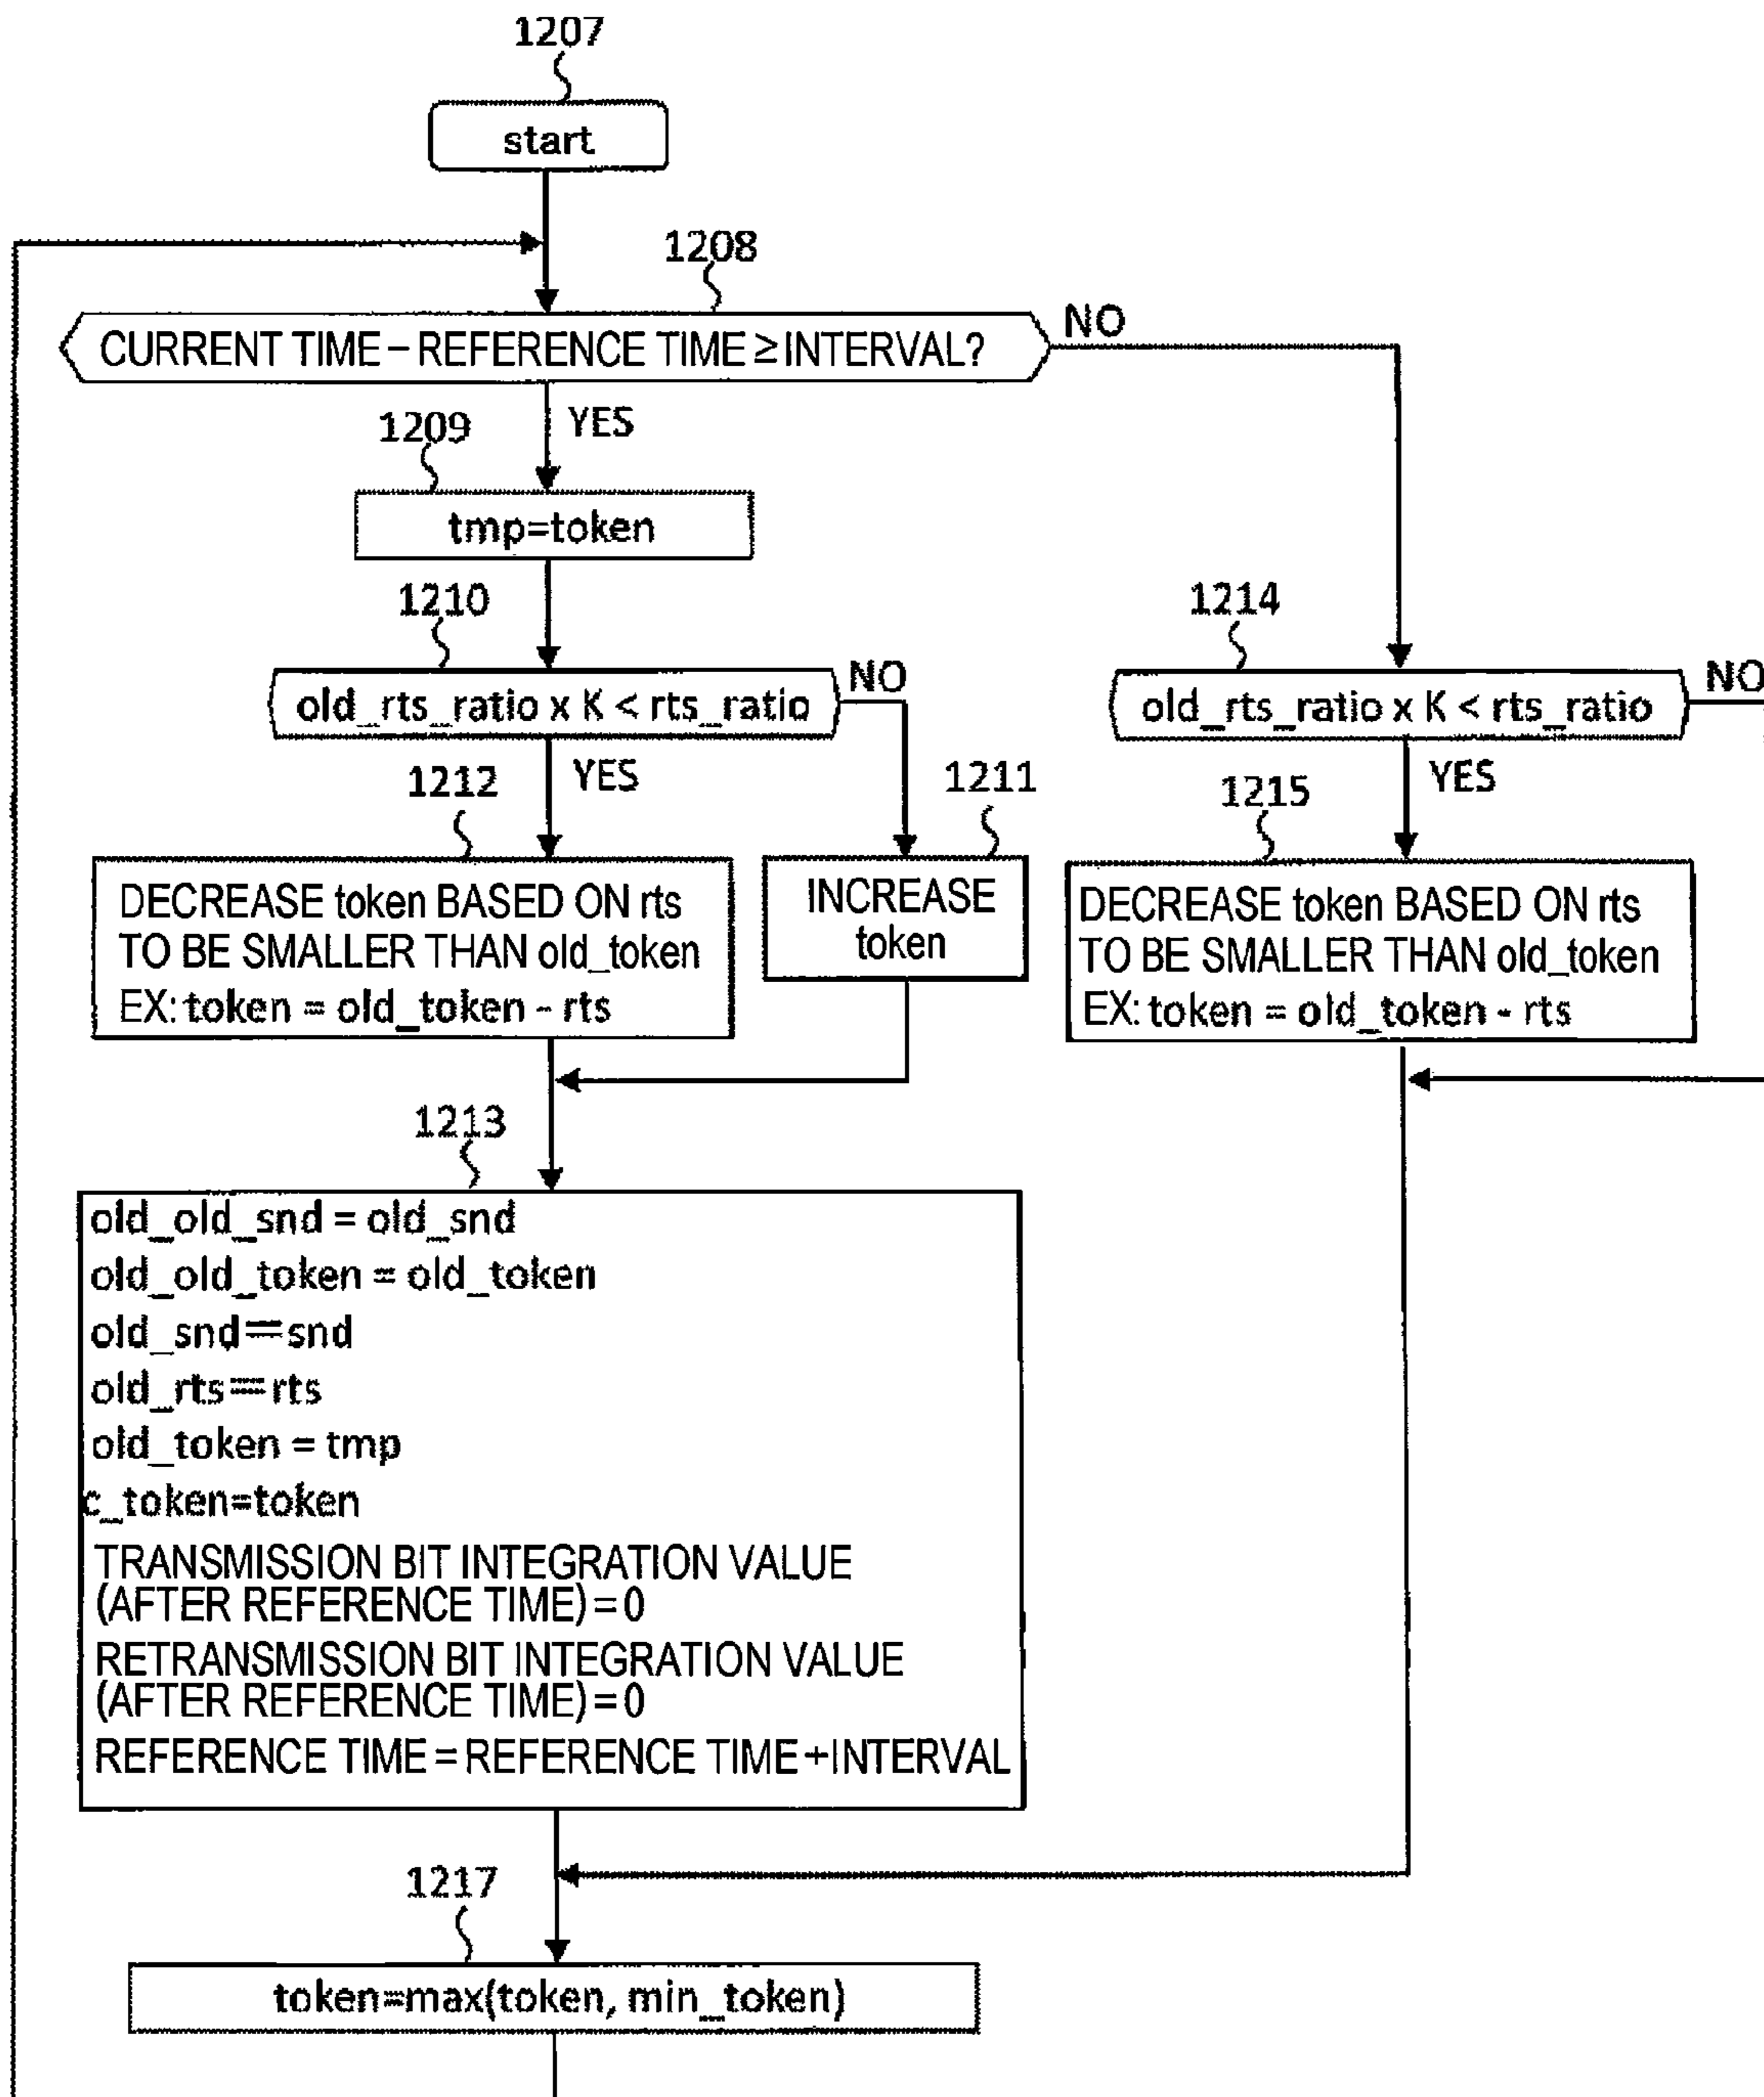 1207
start
1208
CURRENT TIME – REFERENCE TIME ≥ INTERVAL?
NO
YES
1209
tmp=token
1210
old_rts_ratio x K < rts_ratio
NO
YES
1214
old_rts_ratio x K < rts_ratio
NO
YES
1212
DECREASE token BASED ON rts
TO BE SMALLER THAN old_token
EX: token = old_token - rts
1211
INCREASE
token
1215
DECREASE token BASED ON rts
TO BE SMALLER THAN old_token
EX: token = old_token - rts
1213
old_old_snd = old_snd
old_old_token = old_token
old_snd=snd
old_rts=rts
old_token = tmp
c_token=token
TRANSMISSION BIT INTEGRATION VALUE
(AFTER REFERENCE TIME) = 0
RETRANSMISSION BIT INTEGRATION VALUE
(AFTER REFERENCE TIME) = 0
REFERENCE TIME = REFERENCE TIME+INTERVAL
1217
token=max(token, min_token)